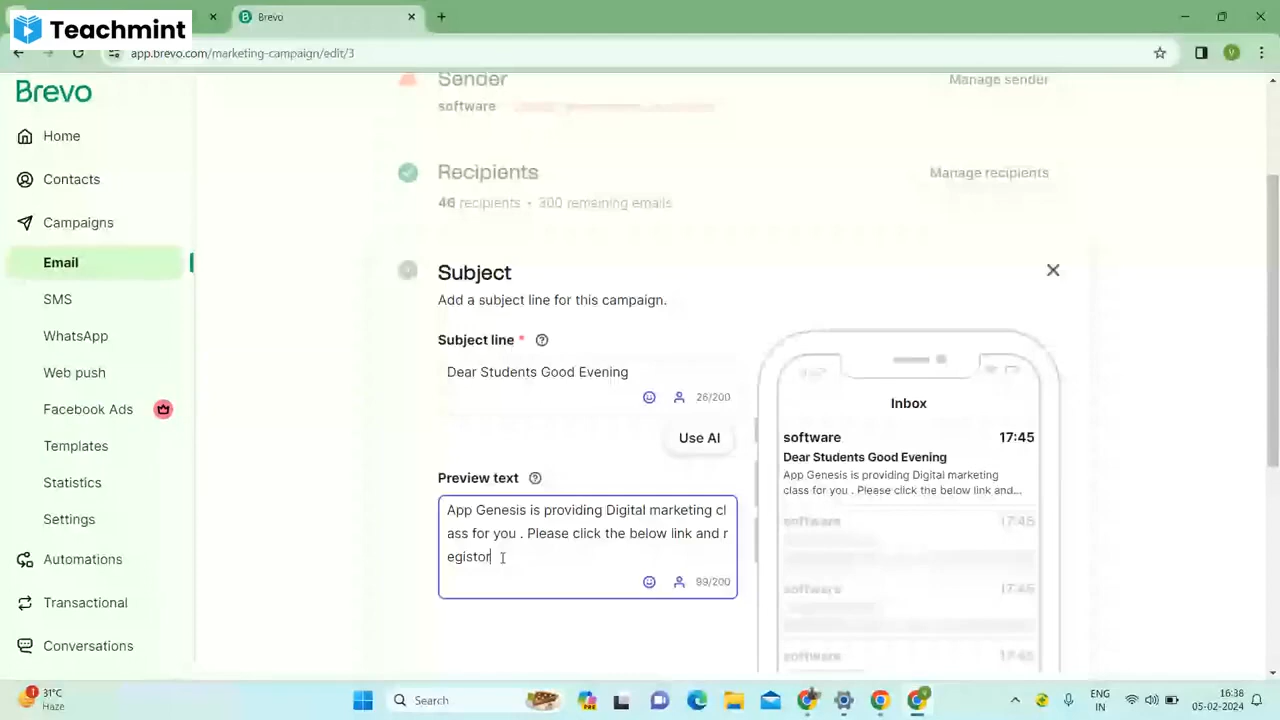 Teachmint
Brevo
app.brevo.com/marketing-campaign/edit/3
Brevo
Home
Contacts
Campaigns
Email
SMS
WhatsApp
Web push
Facebook Ads
Templates
Statistics
Settings
Automations
Transactional
Conversations
Sender
Manage sender
software
Recipients
Manage recipients
46 recipients • 300 remaining emails
Subject
Add a subject line for this campaign.
Subject line *
Dear Students Good Evening
26/200
Use AI
Preview text
App Genesis is providing Digital marketing cl
ass for you . Please click the below link and r
egistor
99/200
Inbox
software 17:45
Dear Students Good Evening
App Genesis is providing Digital marketing
class for you . Please click the below link and...
software 17:45
software 17:45
software 17:45
1
31°C
Haze
Search
ENG
IN
16:38
05-02-2024
V